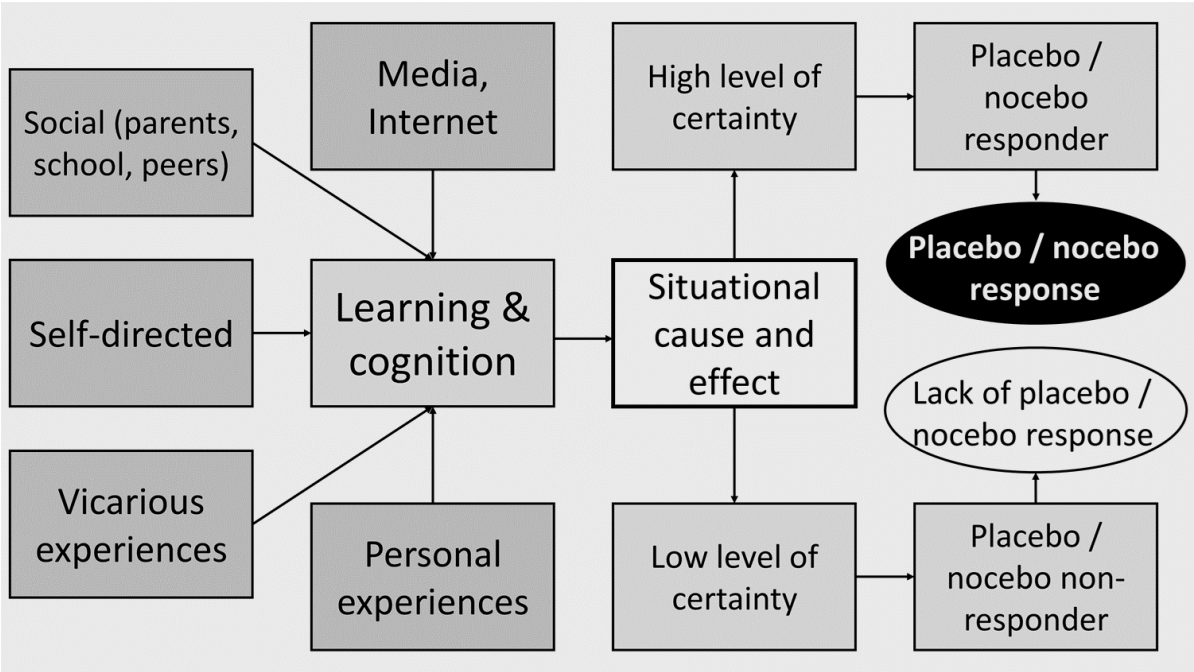 Social (parents,
school, peers)
Media,
Internet
Self-directed
Learning &
cognition
Vicarious
experiences
Personal
experiences
Situational
cause and
effect
High level of
certainty
Placebo /
nocebo
responder
Placebo / nocebo
response
Low level of
certainty
Placebo /
nocebo non-
responder
Lack of placebo /
nocebo response